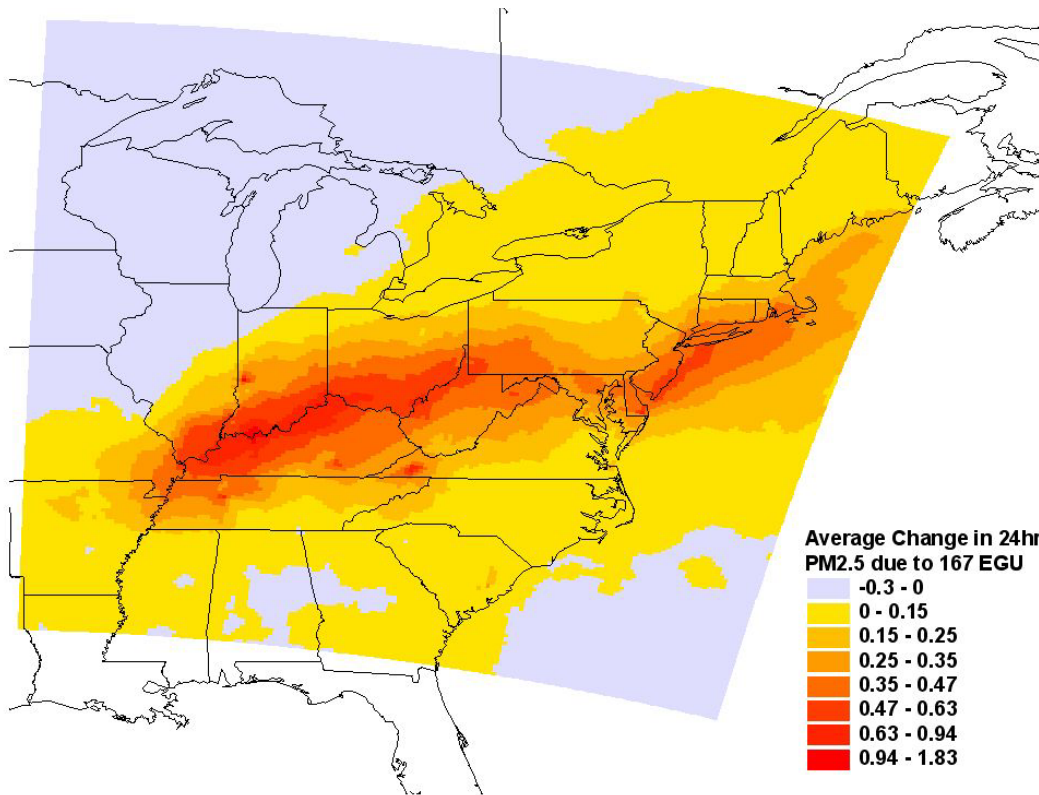 Average Change in 24hr
PM2.5 due to 167 EGU
-0.3 - 0
0 - 0.15
0.15 - 0.25
0.25 - 0.35
0.35 - 0.47
0.47 - 0.63
0.63 - 0.94
0.94 - 1.83